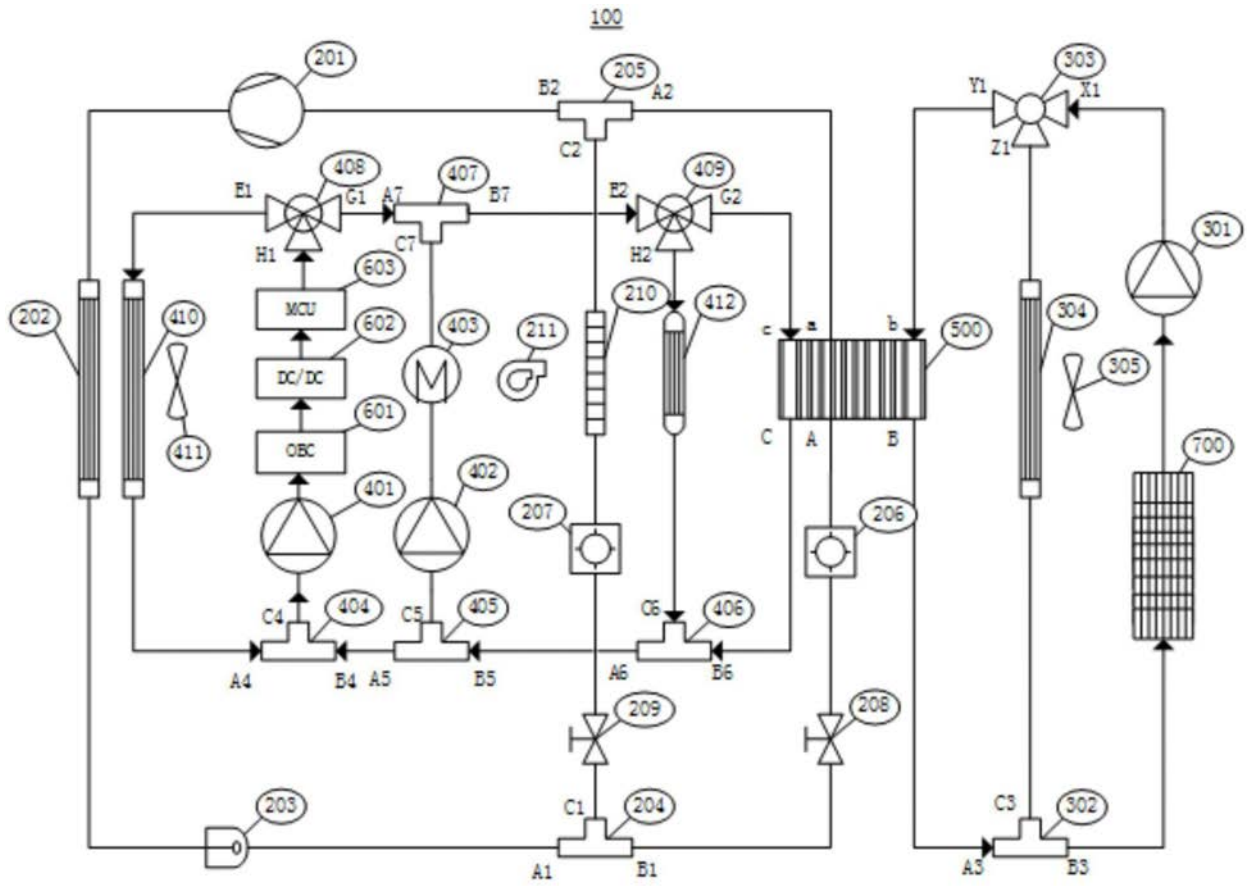 100
201
B2
205
A2
Y1
303
X1
C2
Z1
E1
408
G1
A7
407
B7
E2
409
G2
H1
C7
H2
301
603
MCU
210
412
202
410
602
403
211
c
a
b
500
304
DC/DC
305
601
411
OBC
C
A
B
700
401
402
207
206
C4
404
C5
405
C6
406
A4
B4
A5
B5
A6
B6
209
208
203
C1
204
C3
302
A1
B1
A3
B3